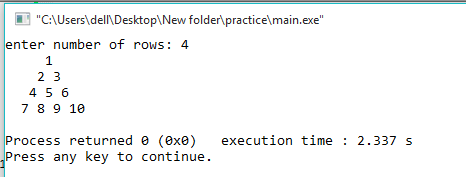 "C:\Users\dell\Desktop\New folder\practice\main.exe"
enter number of rows: 4
1
2 3
4 5 6
7 8 9 10
Process returned 0 (0x0)   execution time : 2.337 s
Press any key to continue.